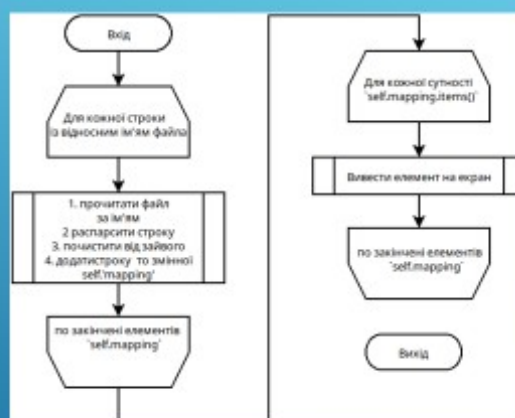 Вхід
Для кожної строки
із відносним ім'ям файла
1. прочитати файл
за ім'ям
2 распарсити строку
3. почистити від зайвого
4. додатистроку то змінної
self.'mapping'
по закінчені елементів
`self.mapping`
Для кожної сутності
`self.mapping.items()`
Вивести елемент на екран
по закінчені елементів
`self.mapping`
Вихід